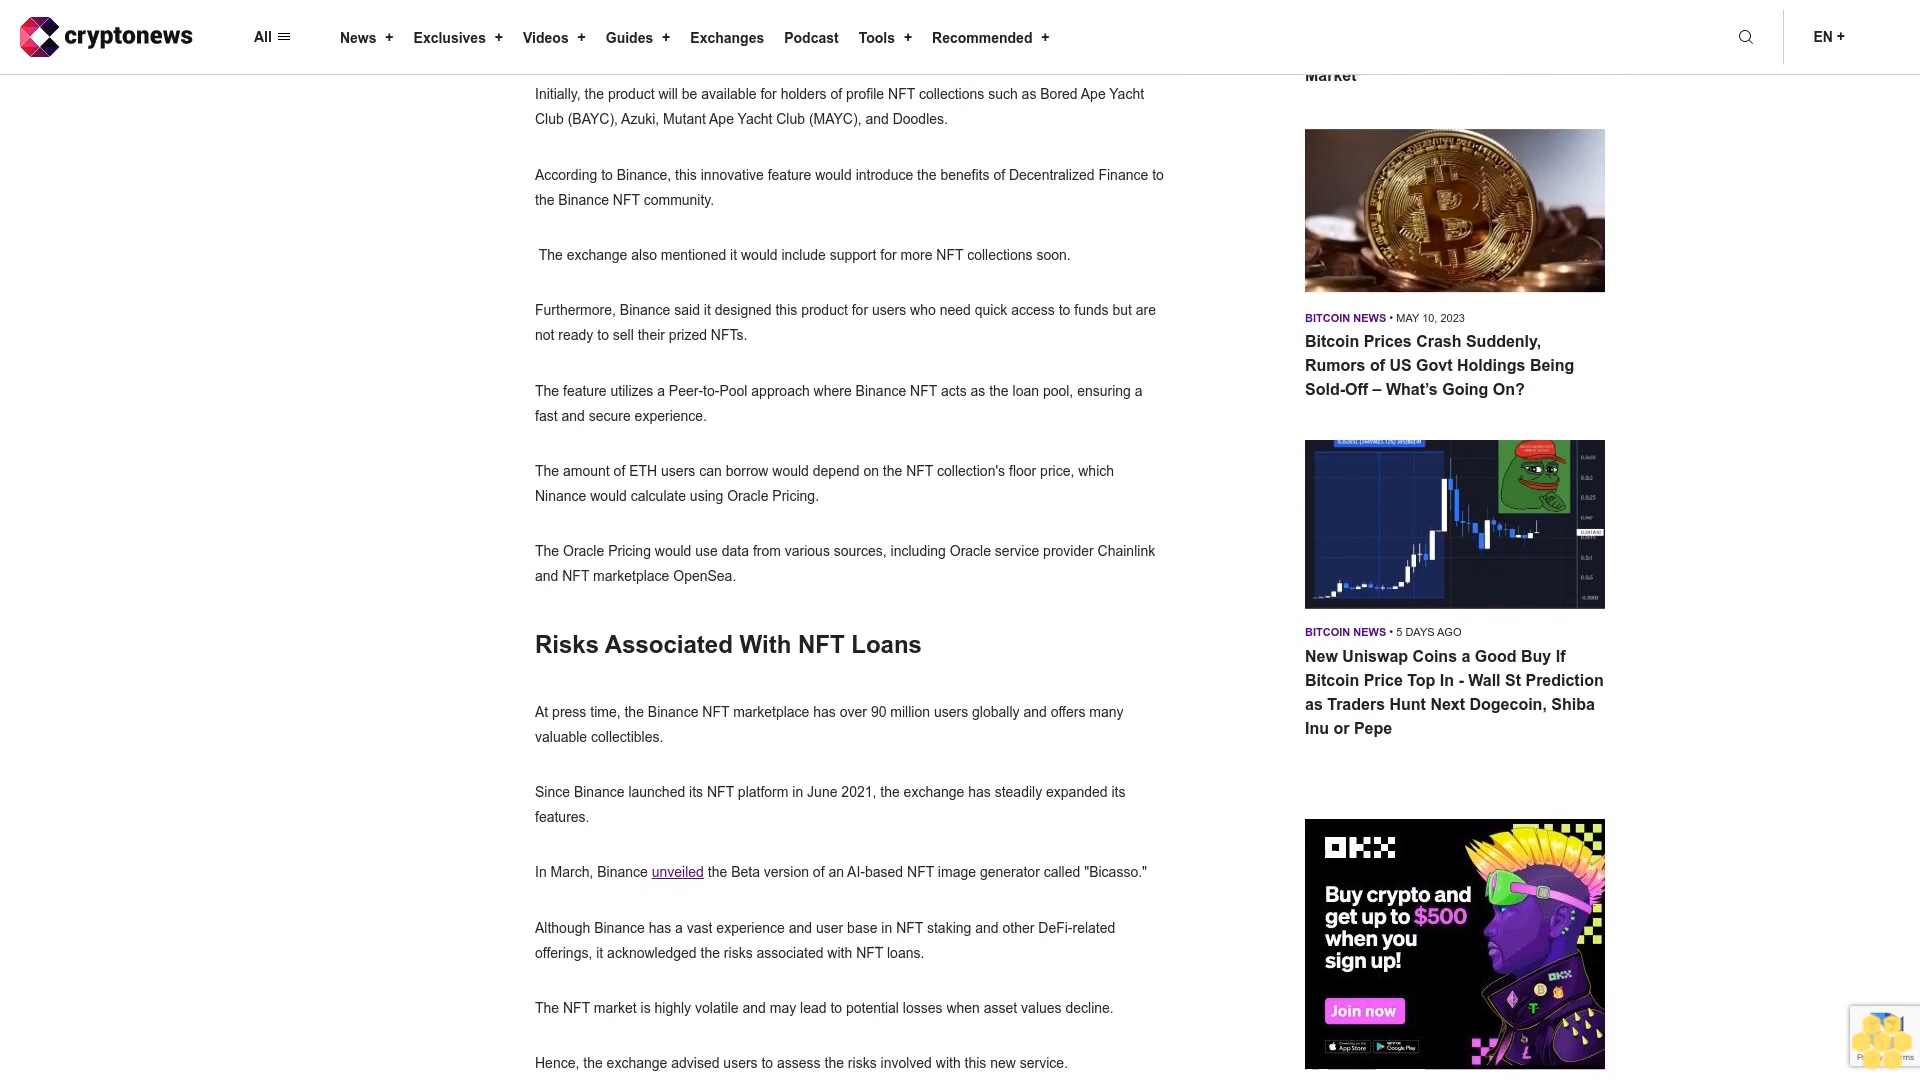 cryptonews
All
News +
Exclusives +
Videos +
Guides +
Exchanges
Podcast
Tools +
Recommended +
EN +
Initially, the product will be available for holders of profile NFT collections such as Bored Ape Yacht
Club (BAYC), Azuki, Mutant Ape Yacht Club (MAYC), and Doodles.
According to Binance, this innovative feature would introduce the benefits of Decentralized Finance to
the Binance NFT community.
The exchange also mentioned it would include support for more NFT collections soon.
Furthermore, Binance said it designed this product for users who need quick access to funds but are
not ready to sell their prized NFTs.
The feature utilizes a Peer-to-Pool approach where Binance NFT acts as the loan pool, ensuring a
fast and secure experience.
The amount of ETH users can borrow would depend on the NFT collection's floor price, which
Ninance would calculate using Oracle Pricing.
The Oracle Pricing would use data from various sources, including Oracle service provider Chainlink
and NFT marketplace OpenSea.
Risks Associated With NFT Loans
At press time, the Binance NFT marketplace has over 90 million users globally and offers many
valuable collectibles.
Since Binance launched its NFT platform in June 2021, the exchange has steadily expanded its
features.
In March, Binance unveiled the Beta version of an AI-based NFT image generator called "Bicasso."
Although Binance has a vast experience and user base in NFT staking and other DeFi-related
offerings, it acknowledged the risks associated with NFT loans.
The NFT market is highly volatile and may lead to potential losses when asset values decline.
Hence, the exchange advised users to assess the risks involved with this new service.
Market
BITCOIN NEWS • MAY 10, 2023
Bitcoin Prices Crash Suddenly,
Rumors of US Govt Holdings Being
Sold-Off – What’s Going On?
BITCOIN NEWS • 5 DAYS AGO
New Uniswap Coins a Good Buy If
Bitcoin Price Top In - Wall St Prediction
as Traders Hunt Next Dogecoin, Shiba
Inu or Pepe
OKX
Buy crypto and
get up to $500
when you
sign up!
Join now
App Store
Google Play
OKX